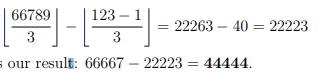 ⌊66789/3⌋ − ⌊(123 − 1)/3⌋ = 22263 − 40 = 22223
s our result: 66667 − 22223 = 44444.